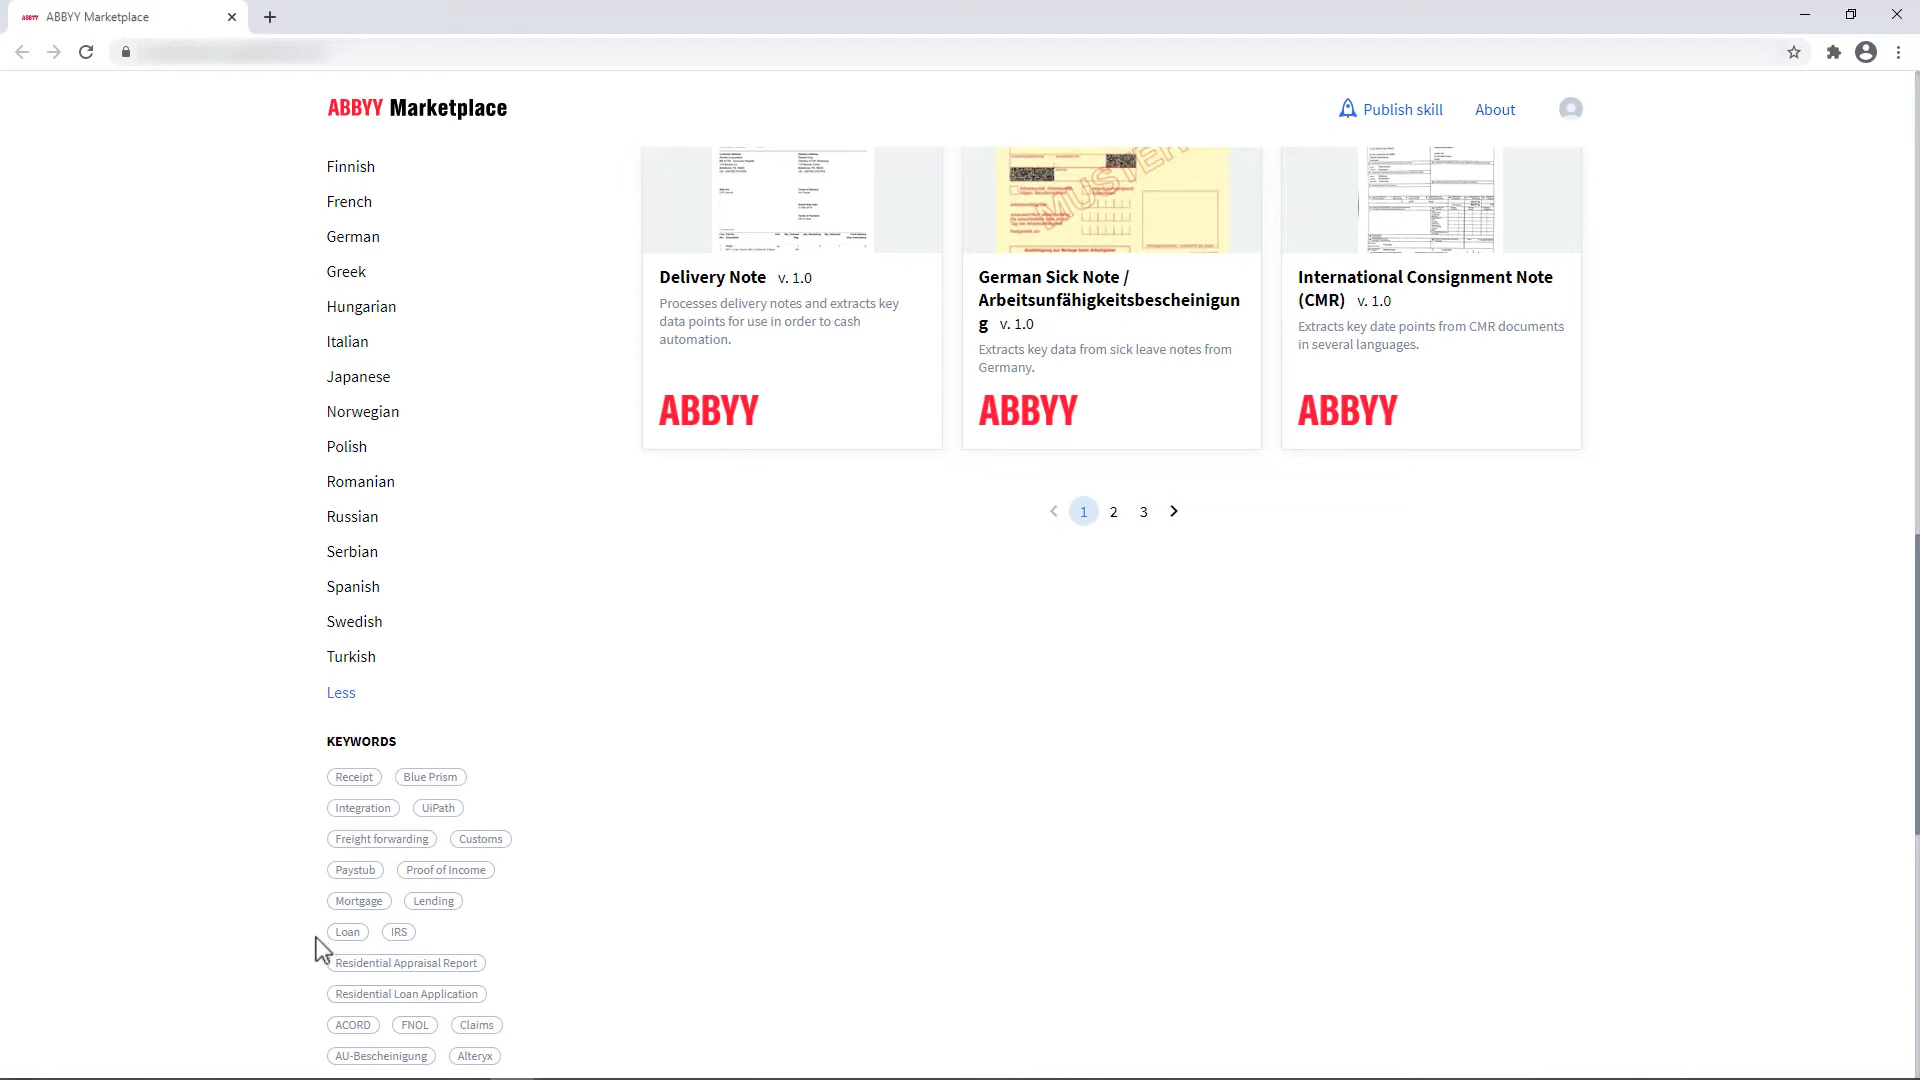 ABBYY Marketplace
ABBYY Marketplace
Publish skill
About
Finnish
French
German
Greek
Hungarian
Italian
Japanese
Norwegian
Polish
Romanian
Russian
Serbian
Spanish
Swedish
Turkish
Less
KEYWORDS
Receipt Blue Prism
Integration UiPath
Freight forwarding Customs
Paystub Proof of Income
Mortgage Lending
Loan IRS
Residential Appraisal Report
Residential Loan Application
ACORD FNOL Claims
AU-Bescheinigung Alteryx
Delivery Note v. 1.0
Processes delivery notes and extracts key
data points for use in order to cash
automation.
ABBYY
MUSTER
German Sick Note /
Arbeitsunfähigkeitsbescheinigun
g v. 1.0
Extracts key data from sick leave notes from
Germany.
ABBYY
International Consignment Note
(CMR) v. 1.0
Extracts key date points from CMR documents
in several languages.
ABBYY
1 2 3